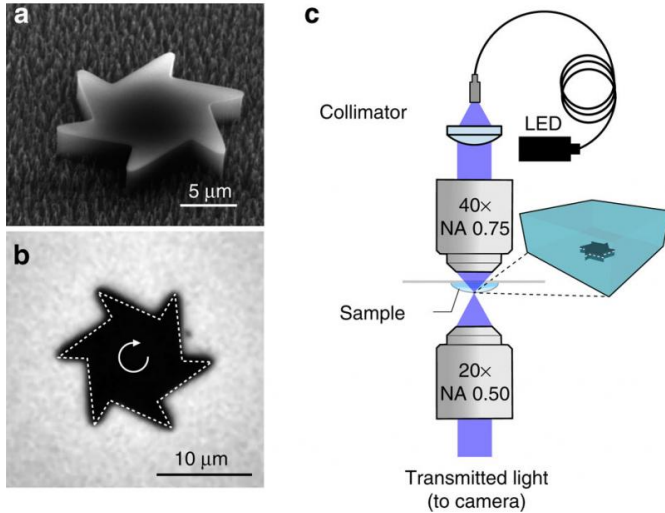 a
5 μm
b
10 μm
c
Collimator
LED
40×
NA 0.75
Sample
20×
NA 0.50
Transmitted light
(to camera)